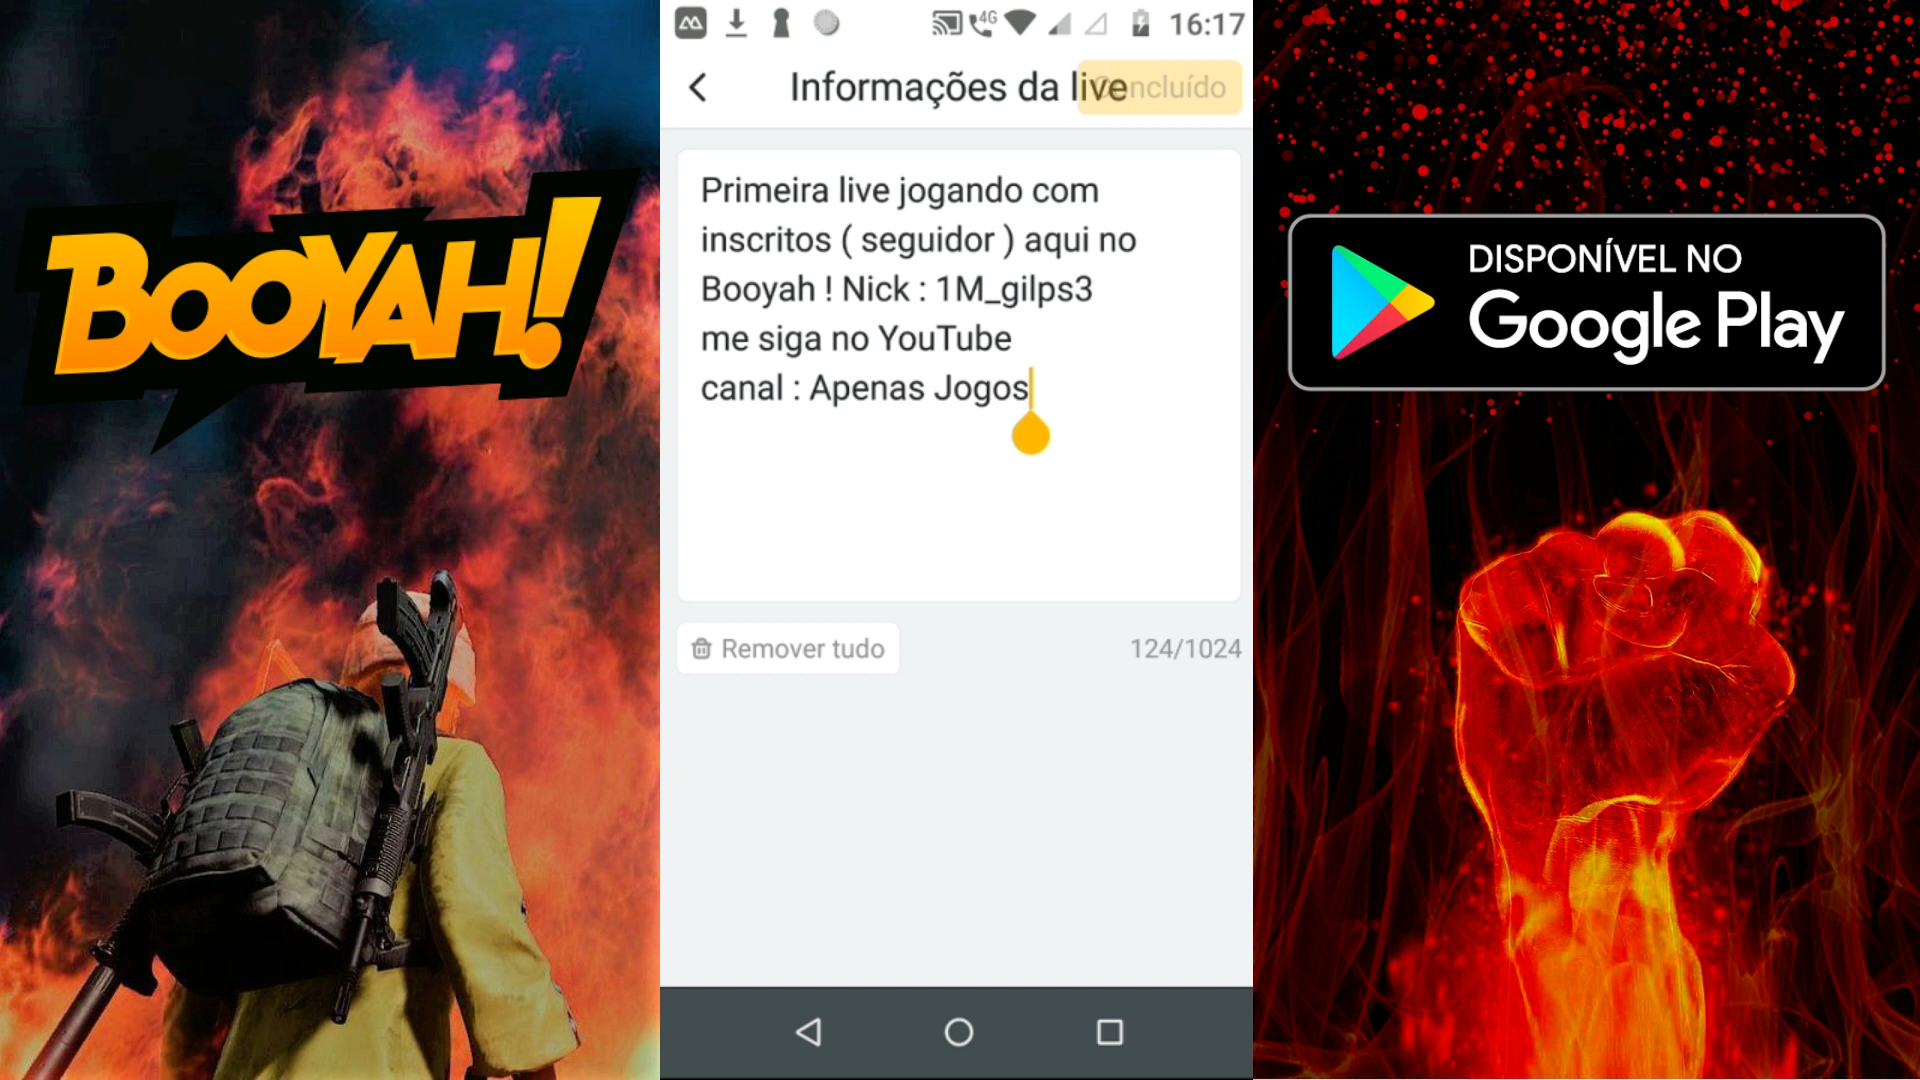 BOOYAH!
4G
16:17
Informações da live
Primeira live jogando com
inscritos ( seguidor ) aqui no
Booyah ! Nick : 1M_gilps3
me siga no YouTube
canal : Apenas Jogos
Remover tudo
124/1024
DISPONÍVEL NO
Google Play